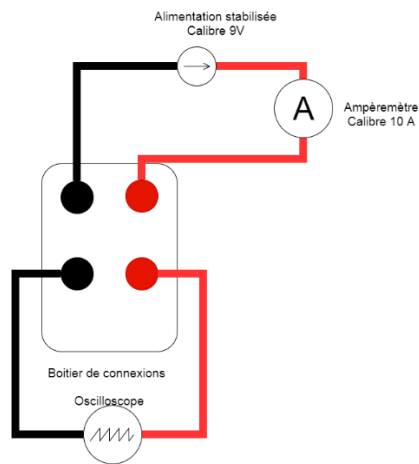 Alimentation stabilisée
Calibre 9V
A
Ampèremètre
Calibre 10 A
Boitier de connexions
Oscilloscope